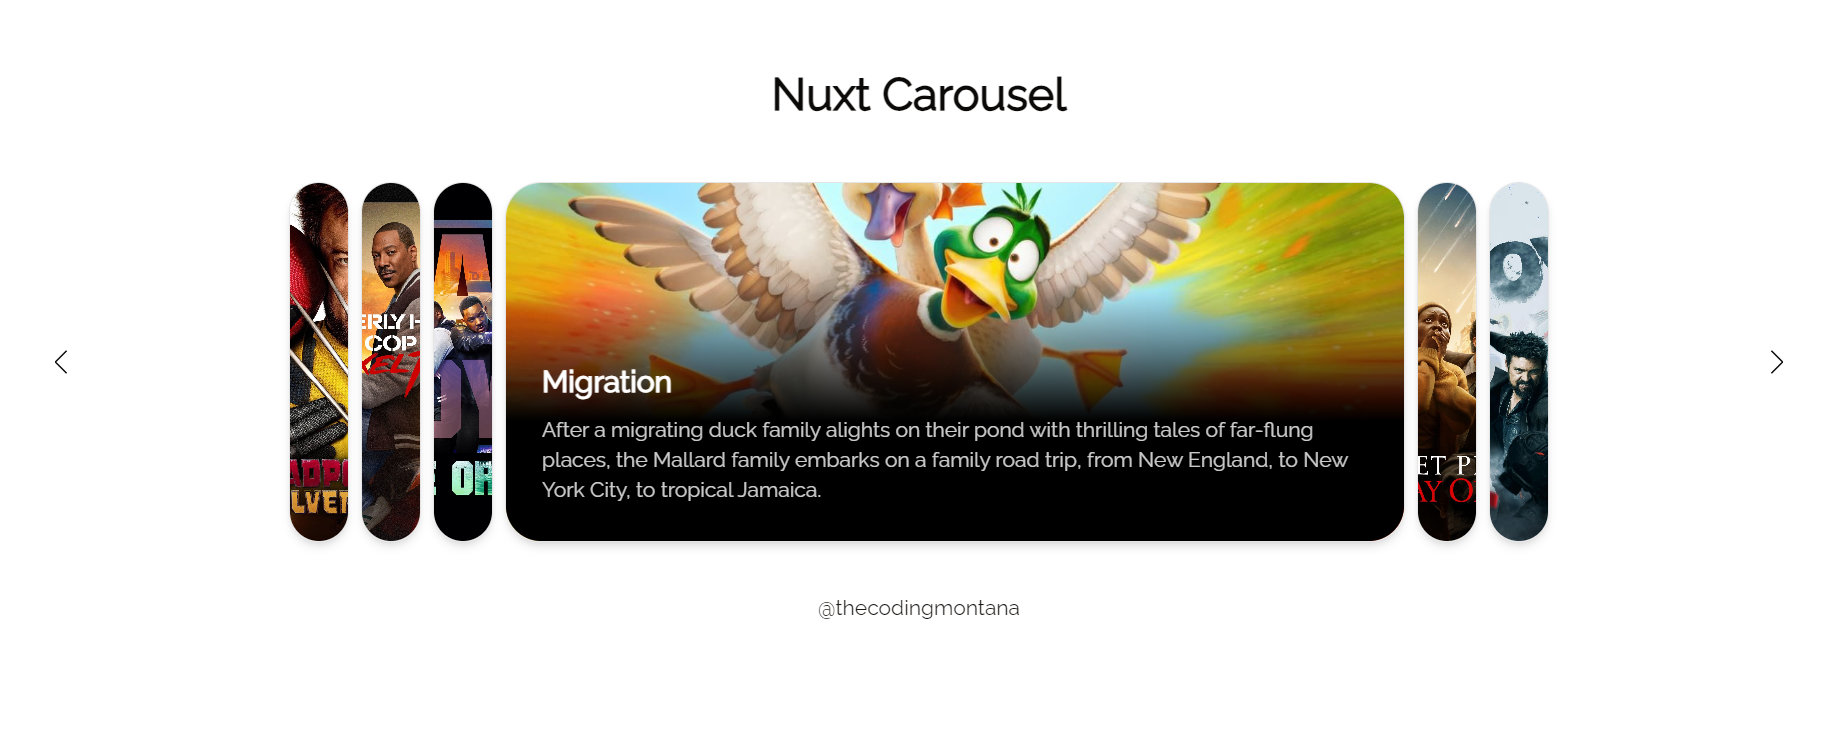 Nuxt Carousel
ERLY H
COP
Migration
After a migrating duck family alights on their pond with thrilling tales of far-flung
places, the Mallard family embarks on a family road trip, from New England, to New
York City, to tropical Jamaica.
ADP
LVER
E OR
ET P
AY O
@thecodingmontana